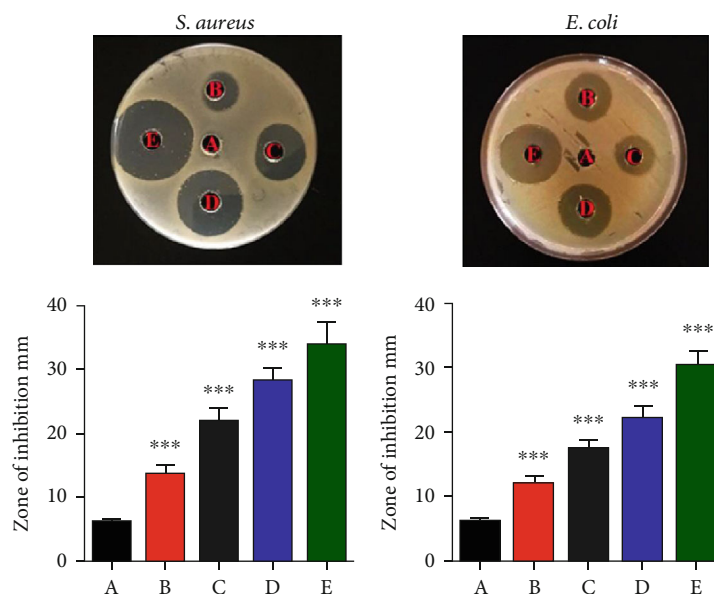 S. aureus
B
E
A
C
D
E. coli
B
E
A
C
D
Zone of inhibition mm
40
30
20
10
0
***
***
***
***
A B C D E
Zone of inhibition mm
40
30
20
10
0
***
***
***
***
A B C D E